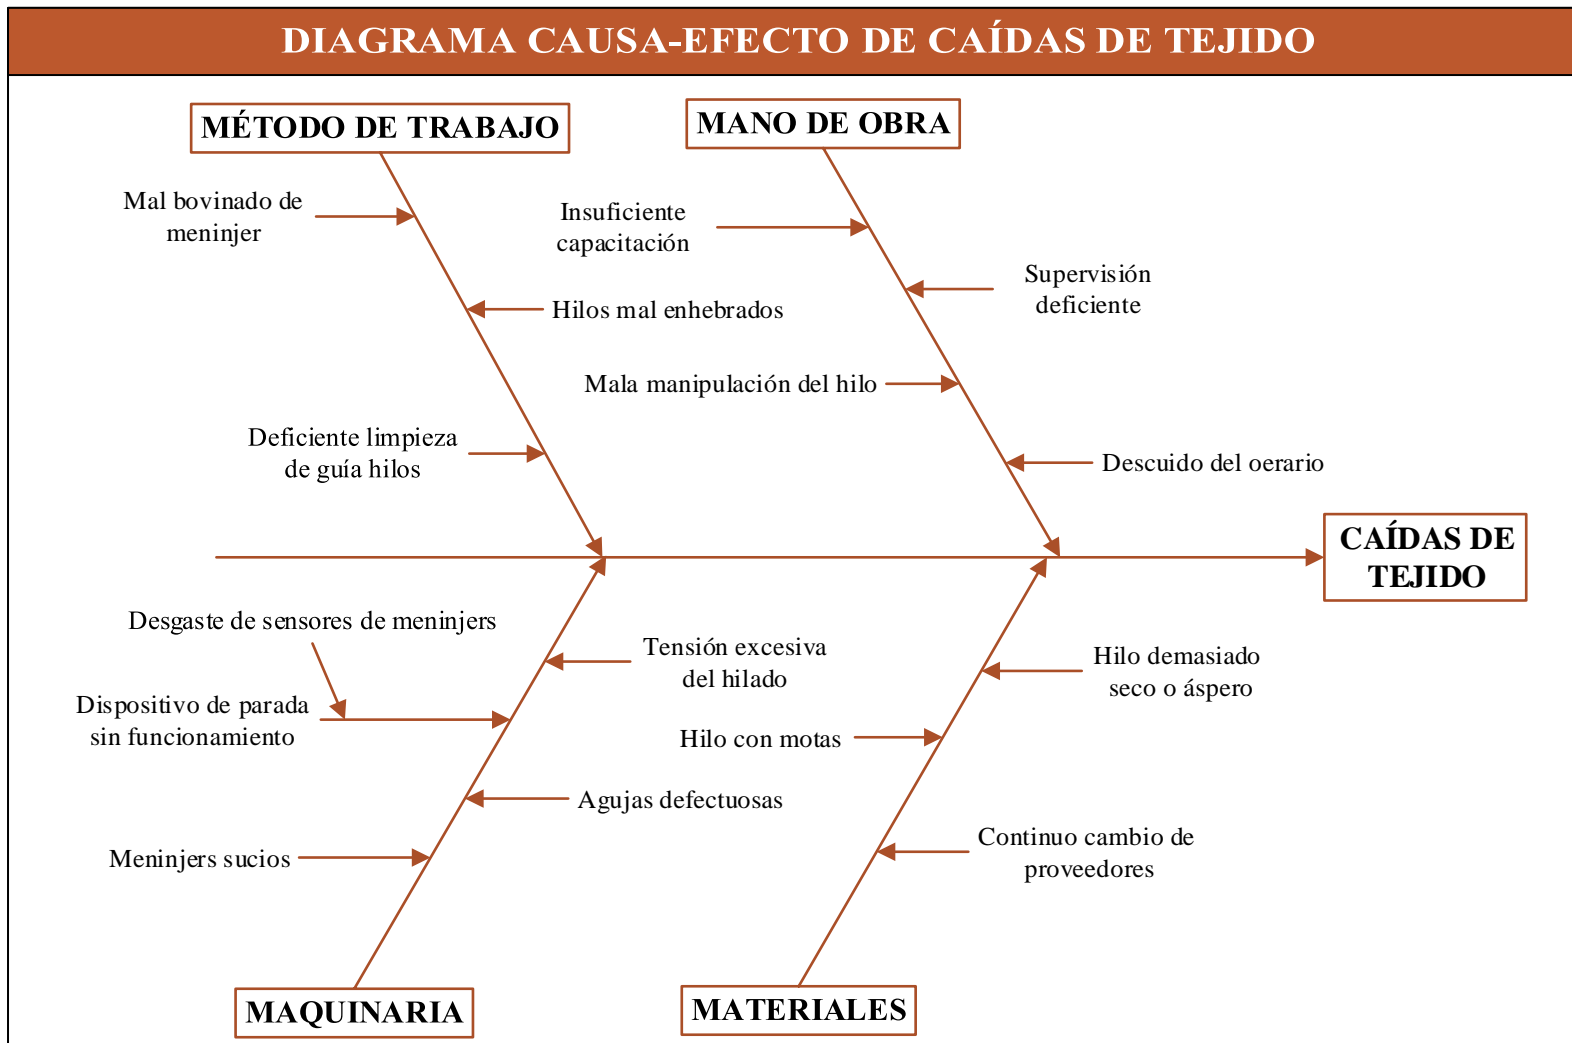 DIAGRAMA CAUSA-EFECTO DE CAÍDAS DE TEJIDO
MÉTODO DE TRABAJO
Mal bovinado de
meninjer
Hilos mal enhebrados
Deficiente limpieza
de guía hilos
MANO DE OBRA
Insuficiente
capacitación
Supervisión
deficiente
Mala manipulación del hilo
Descuido del oerario
CAÍDAS DE
TEJIDO
Desgaste de sensores de meninjers
Dispositivo de parada
sin funcionamiento
Tensión excesiva
del hilado
Agujas defectuosas
Meninjers sucios
MAQUINARIA
Hilo demasiado
seco o áspero
Hilo con motas
Continuo cambio de
proveedores
MATERIALES